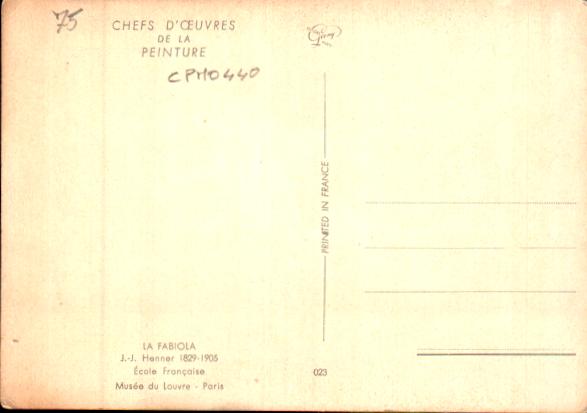 75
CHEFS D'ŒUVRES
DE LA
PEINTURE
CPM0440
PRINTED IN FRANCE
LA FABIOLA
J.-J. Henner 1829-1905
École Française
Musée du Louvre - Paris
023